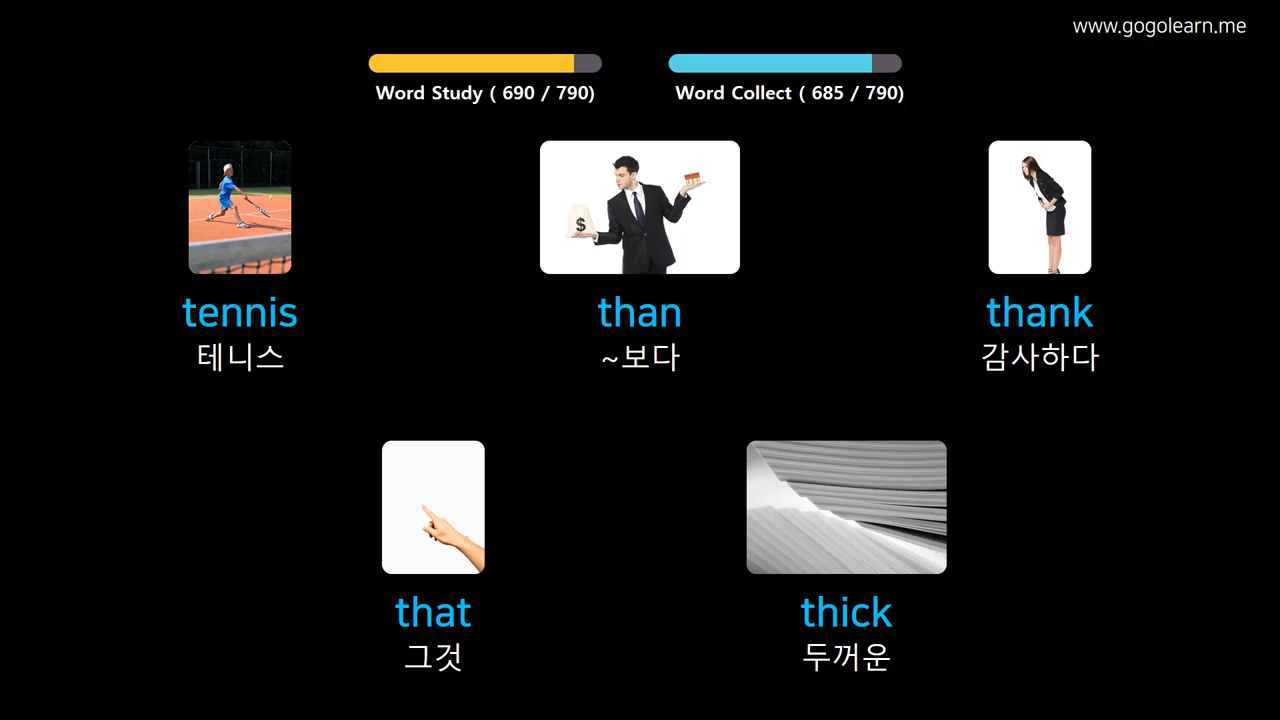 www.gogolearn.me
Word Study ( 690 / 790)
Word Collect ( 685 / 790)
$
tennis
테니스
than
~보다
thank
감사하다
that
그것
thick
두꺼운